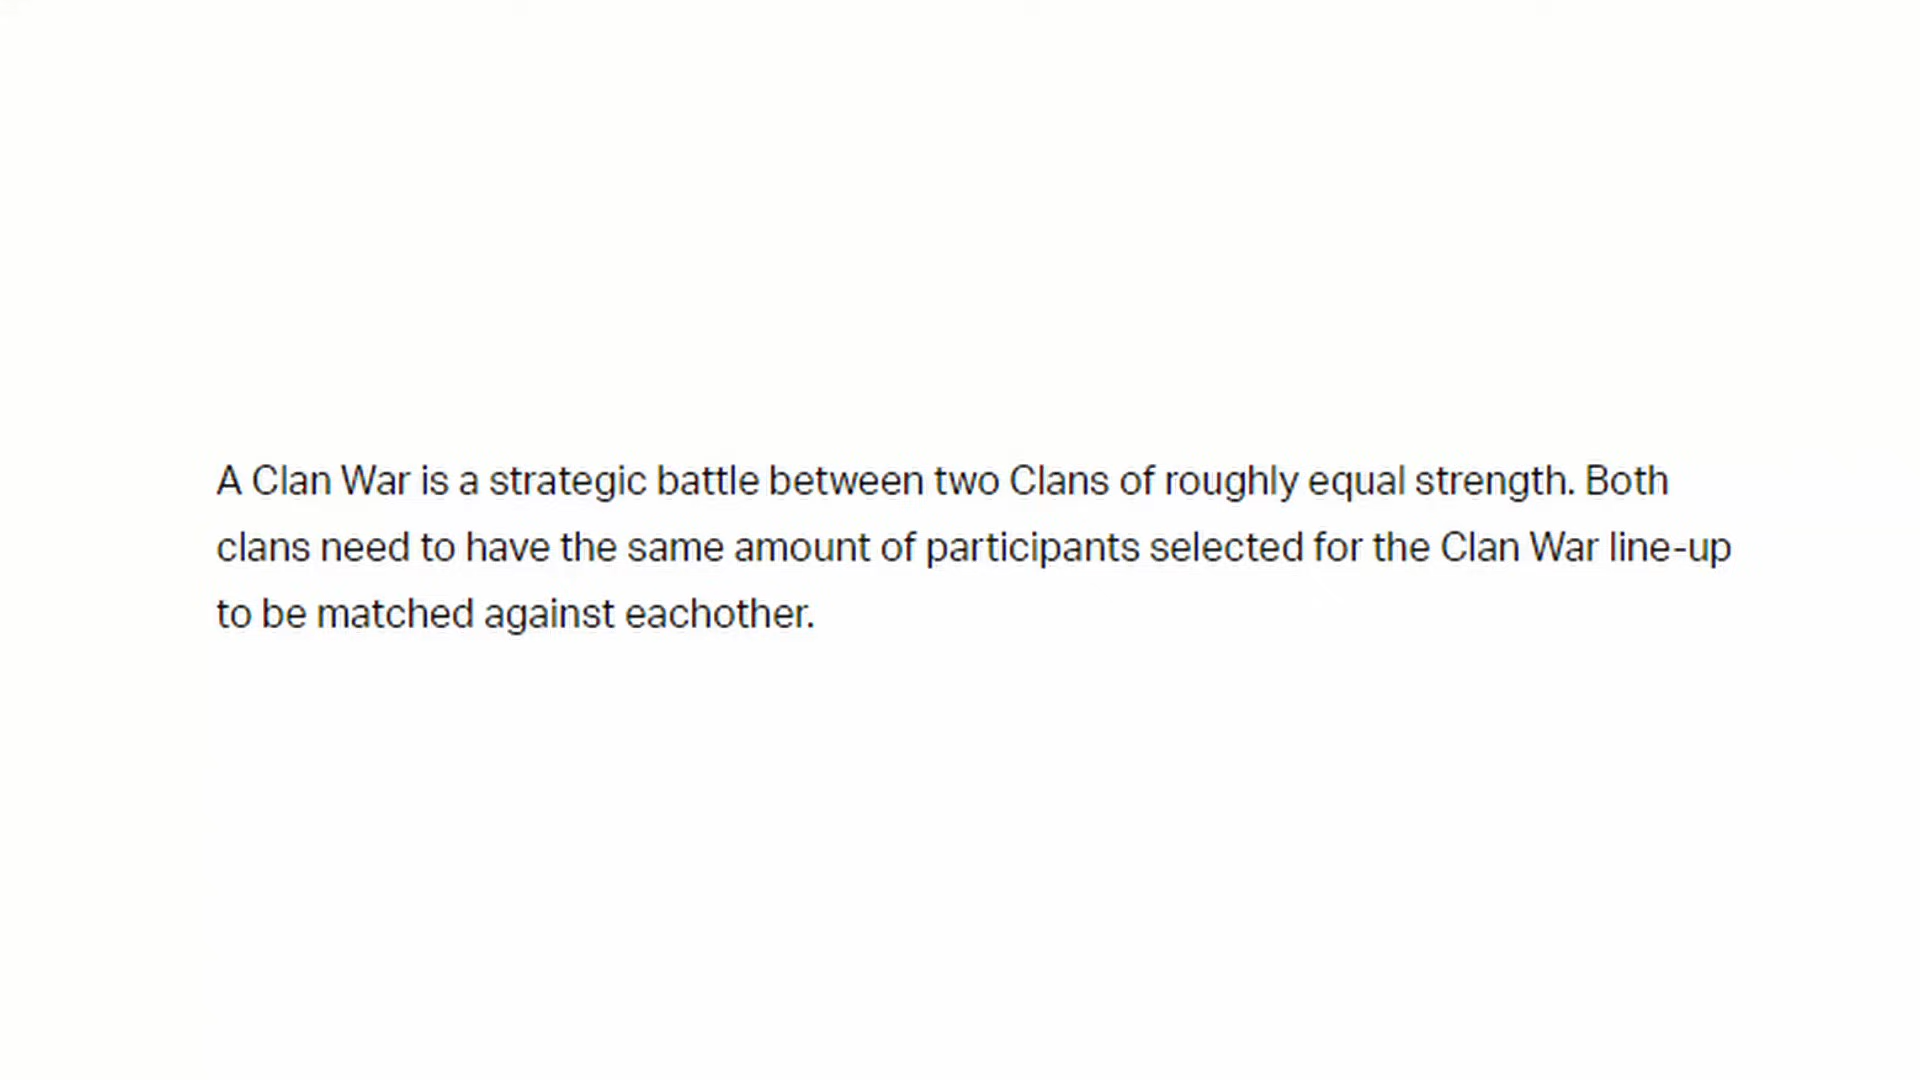 A Clan War is a strategic battle between two Clans of roughly equal strength. Both
clans need to have the same amount of participants selected for the Clan War line-up
to be matched against eachother.